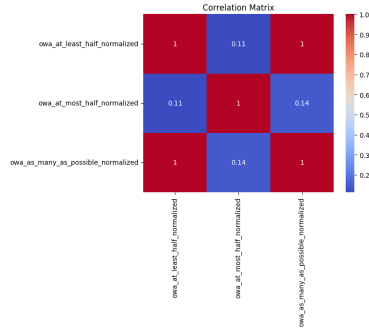 Correlation Matrix
owa_at_least_half_normalized
owa_at_most_half_normalized
owa_as_many_as_possible_normalized
1 0.11 1
0.11 1 0.14
1 0.14 1
owa_at_least_half_normalized
owa_at_most_half_normalized
owa_as_many_as_possible_normalized
1.0
0.9
0.8
0.7
0.6
0.5
0.4
0.3
0.2